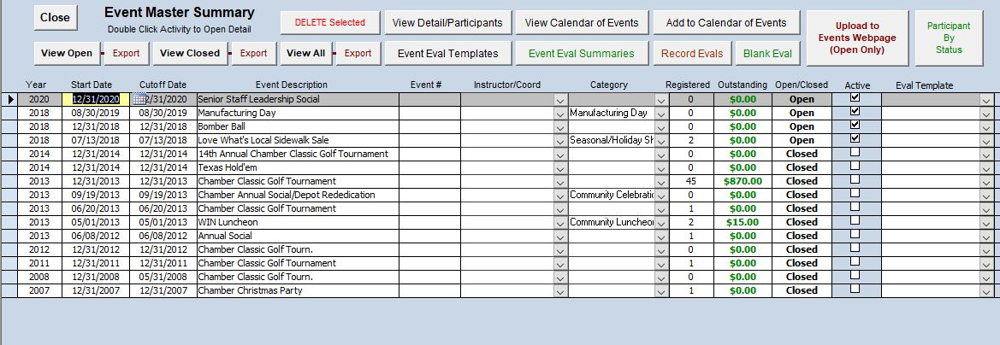 Close
Event Master Summary
Double Click Activity to Open Detail
DELETE Selected
View Detail/Participants
View Calendar of Events
Add to Calendar of Events
Upload to
Events Webpage
(Open Only)
Participant
By
Status
View Open Export View Closed Export View All Export Event Eval Templates Event Eval Summaries Record Evals Blank Eval
Year Start Date Cutoff Date Event Description Event # Instructor/Coord Category Registered Outstanding Open/Closed Active Eval Template
2020 12/31/2020 2/31/2020 Senior Staff Leadership Social 0 $0.00 Open
2018 08/30/2019 08/30/2019 Manufacturing Day Manufacturing Day 0 $0.00 Open
2018 12/31/2018 12/31/2018 Bomber Ball 0 $0.00 Open
2018 07/13/2018 07/13/2018 Love What's Local Sidewalk Sale Seasonal/Holiday Sh 2 $0.00 Open
2014 12/31/2014 12/31/2014 14th Annual Chamber Classic Golf Tournament 0 $0.00 Closed
2014 12/31/2014 12/31/2014 Texas Hold'em 0 $0.00 Closed
2013 12/31/2013 12/31/2013 Chamber Classic Golf Tournament 45 $870.00 Closed
2013 09/19/2013 09/19/2013 Chamber Annual Social/Depot Rededication Community Celebratic 0 $0.00 Closed
2013 06/20/2013 06/20/2013 Chamber Classic Golf Tournament 1 $0.00 Closed
2013 05/01/2013 05/01/2013 WIN Luncheon Community Luncheor 2 $15.00 Closed
2013 06/08/2012 06/08/2012 Annual Social 1 $0.00 Closed
2012 12/31/2012 12/31/2012 Chamber Classic Golf Tourn. 0 $0.00 Closed
2011 12/31/2011 12/31/2011 Chamber Classic Golf Tournament 1 $0.00 Closed
2008 12/31/2008 05/31/2008 Chamber Classic Golf Tourn. 0 $0.00 Closed
2007 12/31/2007 12/31/2007 Chamber Christmas Party 1 $0.00 Closed